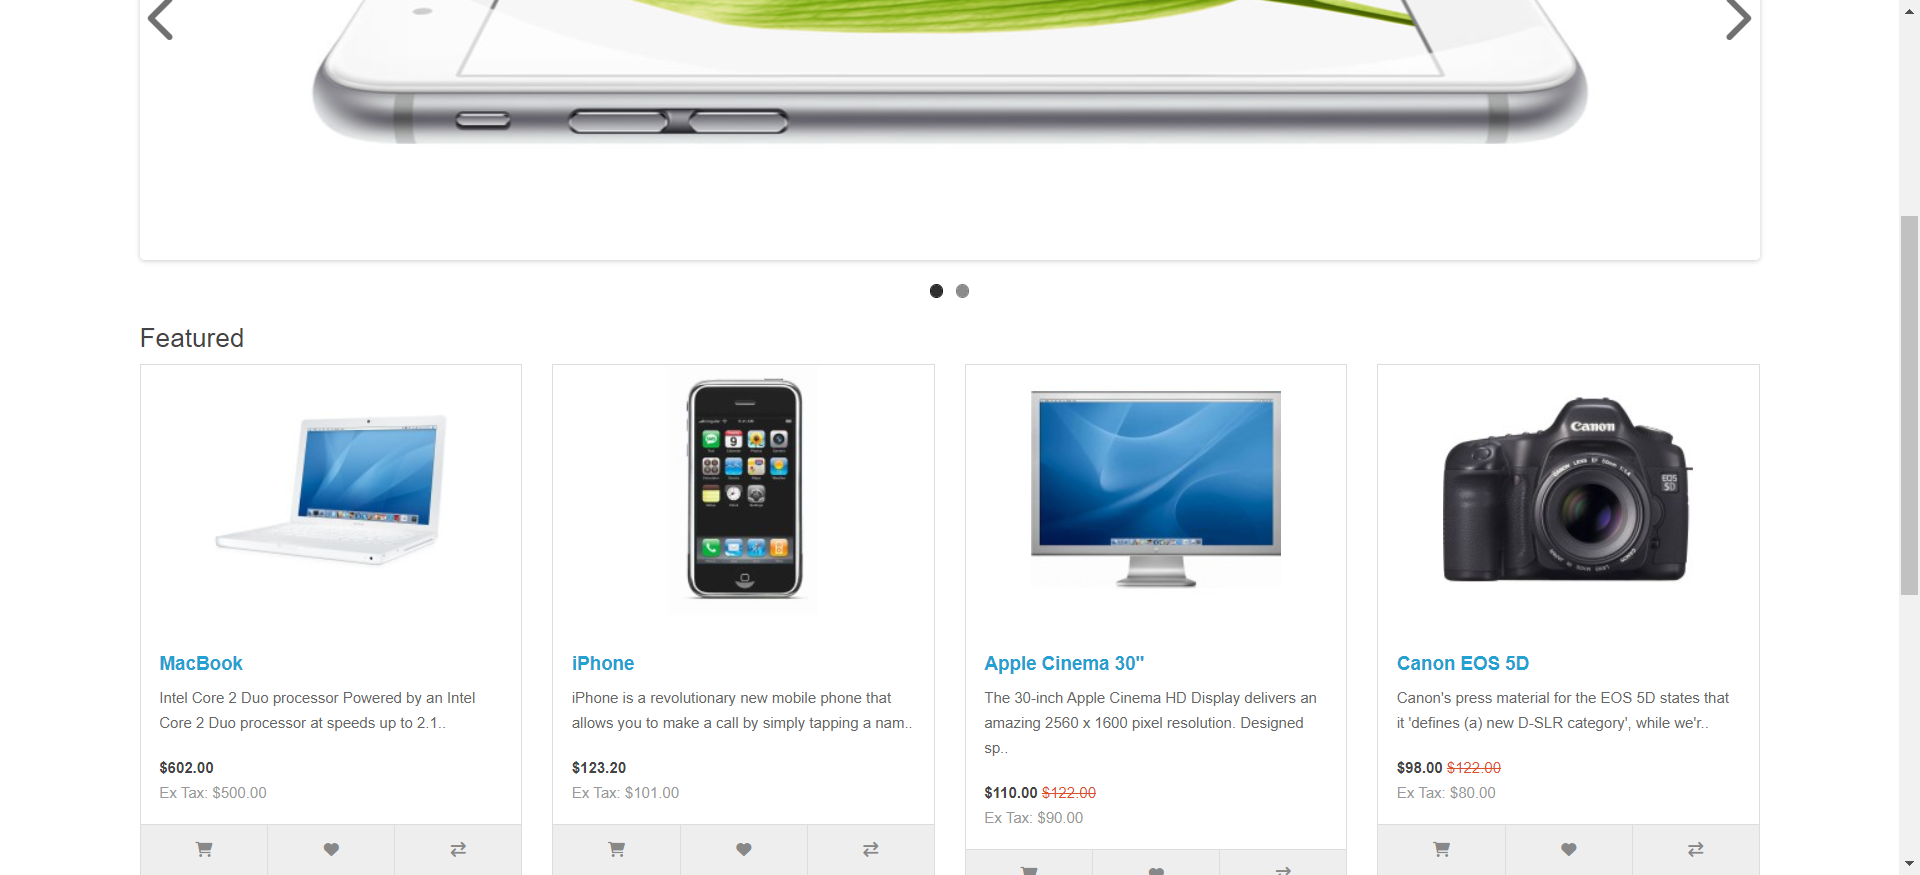 Featured
MacBook
Intel Core 2 Duo processor Powered by an Intel
Core 2 Duo processor at speeds up to 2.1..
$602.00
Ex Tax: $500.00
iPhone
iPhone is a revolutionary new mobile phone that
allows you to make a call by simply tapping a nam..
$123.20
Ex Tax: $101.00
Apple Cinema 30"
The 30-inch Apple Cinema HD Display delivers an
amazing 2560 x 1600 pixel resolution. Designed
sp..
$110.00 $122.00
Ex Tax: $90.00
Canon
EOS
5D
Canon EOS 5D
Canon's press material for the EOS 5D states that
it 'defines (a) new D-SLR category', while we'r..
$98.00 $122.00
Ex Tax: $80.00